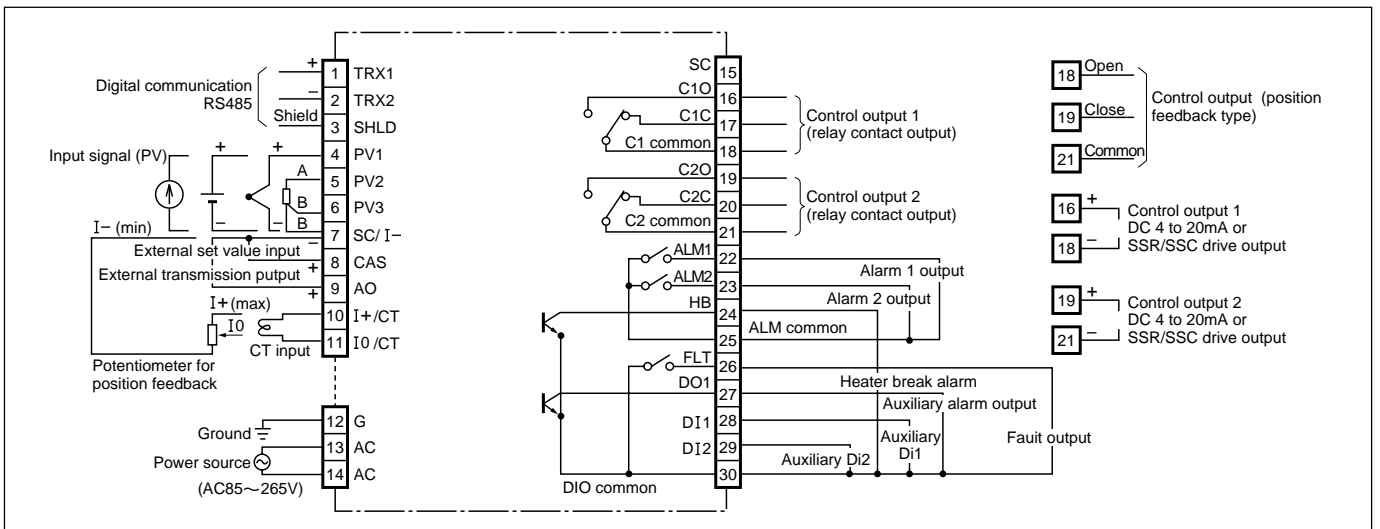 Digital communication
RS485
+
1 TRX1
−
2 TRX2
Shield
3 SHLD
Input signal (PV)
+
−
+
−
4 PV1
A
5 PV2
B
6 PV3
B
I− (min)
7 SC/ I−
−
External set value input
8 CAS
+
External transmission putput
9 AO
+
I+ (max)
10 I+/CT
I0
11 I0 /CT
CT input
Potentiometer for
position feedback
Ground
12 G
13 AC
Power source
14 AC
(AC85～265V)
SC 15
C1O 16
C1C 17
C1 common 18
Control output 1
(relay contact output)
C2O 19
C2C 20
C2 common 21
Control output 2
(relay contact output)
ALM1 22
Alarm 1 output
ALM2 23
Alarm 2 output
HB 24
ALM common 25
FLT 26
Heater break alarm
DO1 27
Auxiliary alarm output
DI1 28
Auxiliary
Di1
Fauit output
DI2 29
Auxiliary Di2
30
DIO common
18 Open
19 Close
21 Common
Control output (position
feedback type)
16 +
18 −
Control output 1
DC 4 to 20mA or
SSR/SSC drive output
19 +
21 −
Control output 2
DC 4 to 20mA or
SSR/SSC drive output